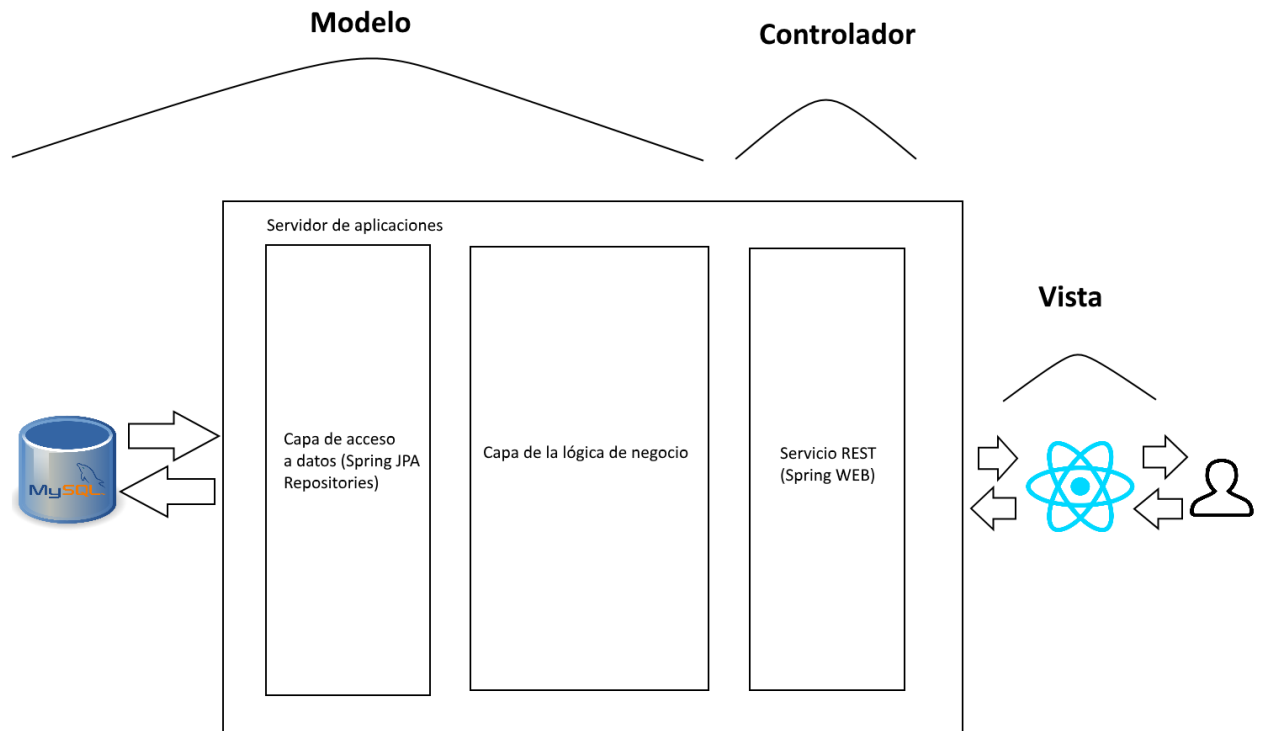 Modelo
Controlador
Servidor de aplicaciones
Vista
Capa de acceso
a datos (Spring JPA
Repositories)
Capa de la lógica de negocio
Servicio REST
(Spring WEB)
MySQL